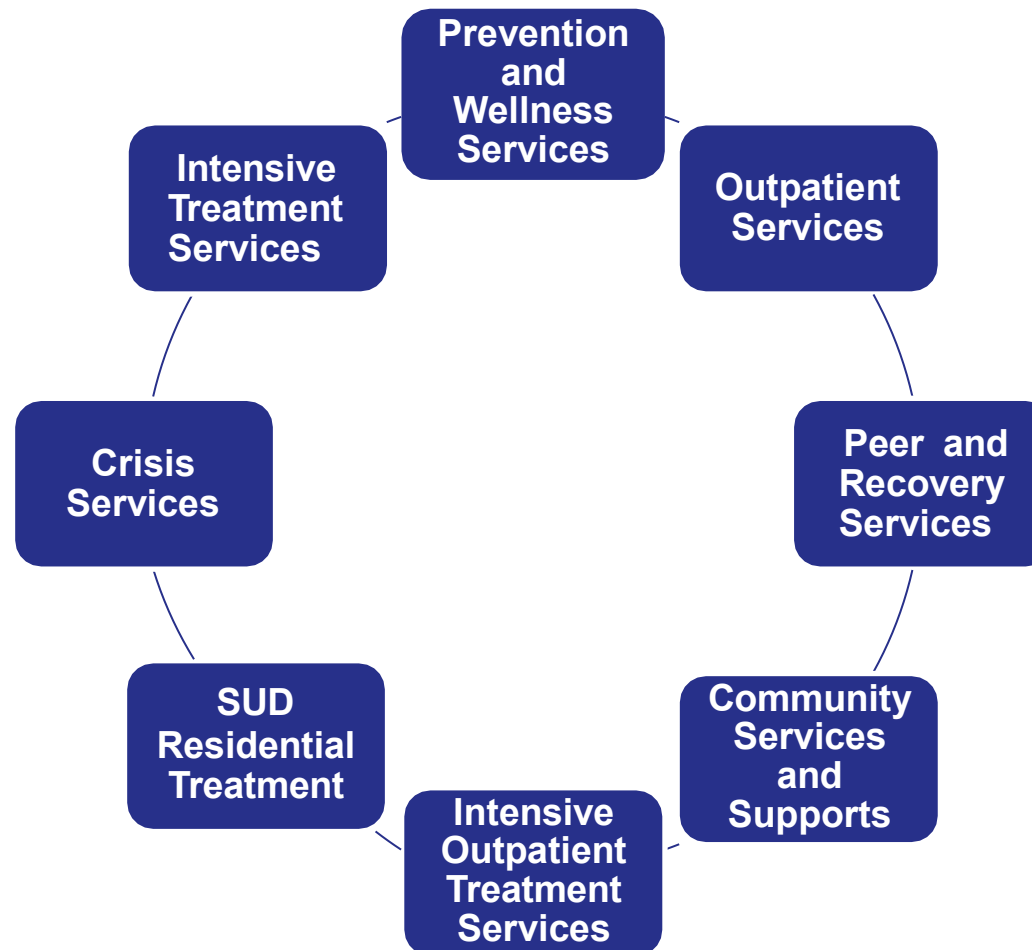 Prevention
and
Wellness
Services
Outpatient
Services
Peer and
Recovery
Services
Community
Services
and
Supports
Intensive
Outpatient
Treatment
Services
SUD
Residential
Treatment
Crisis
Services
Intensive
Treatment
Services